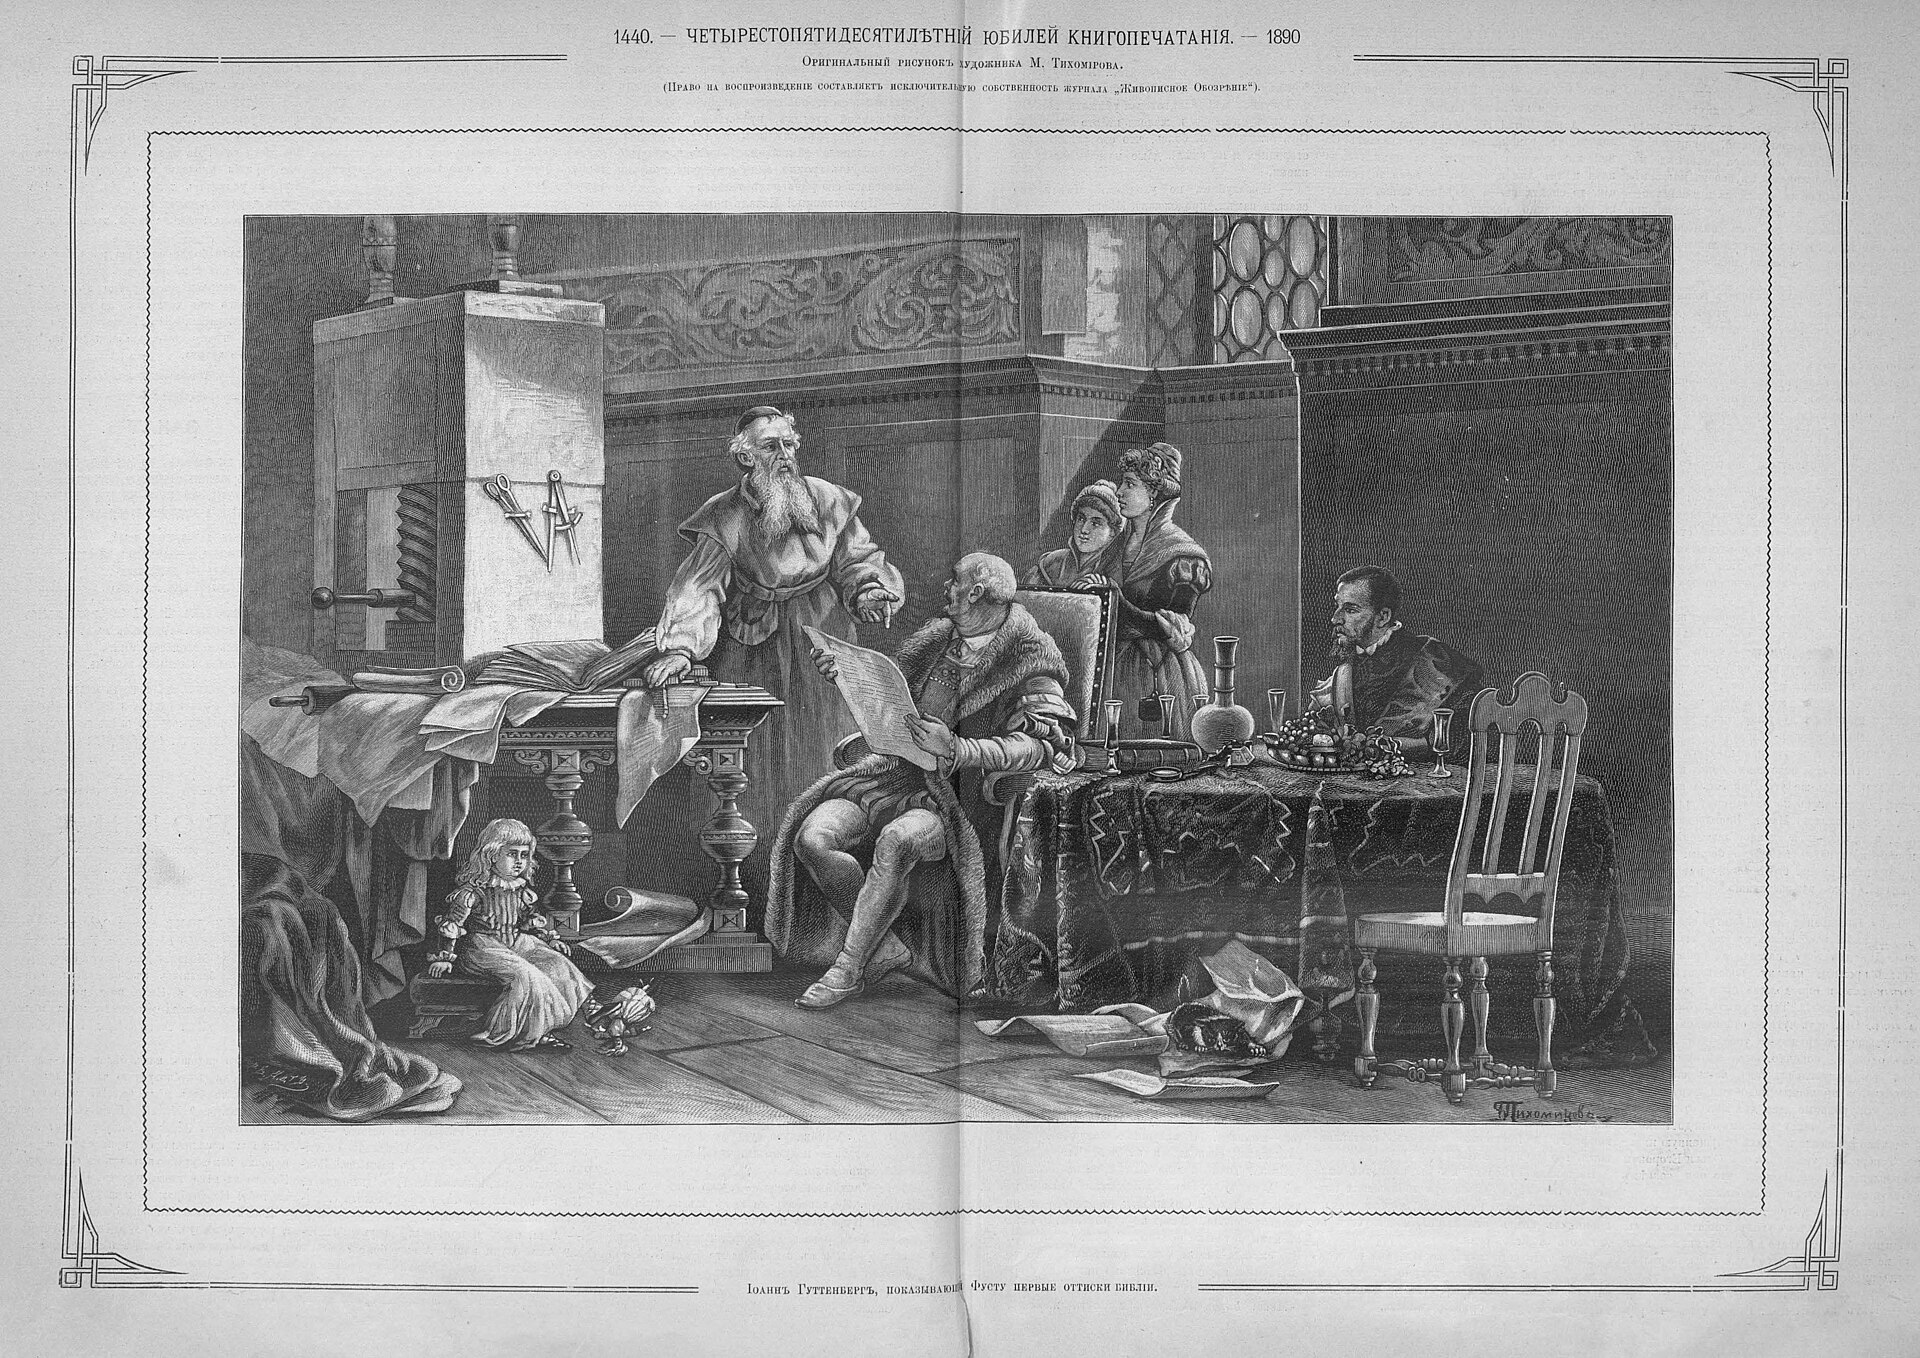 1440. — ЧЕТЫРЕСТОПЯТИДЕСЯТИЛѢТНІЙ ЮБИЛЕЙ КНИГОПЕЧАТАНІЯ. — 1890
Оригинальный рисунокъ художника М. Тихомірова.
(Право на воспроизведеніе составляетъ исключительную собственность журнала „Живописное Обозрѣніе“).
Тихоміровъ
Іоаннъ Гуттенбергъ, показывающій Фусту первые оттиски библіи.